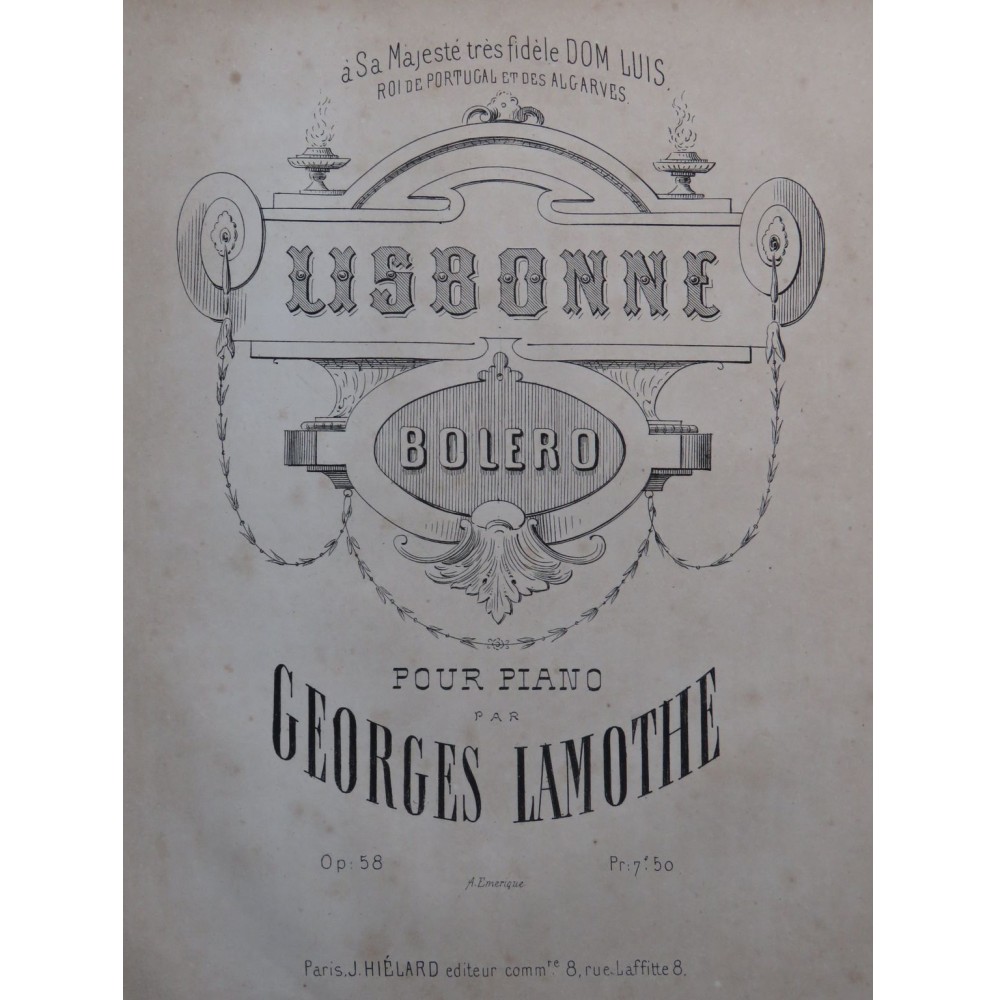 à Sa Majesté très fidèle DOM LUIS.
ROI DE PORTUGAL ET DES ALGARVES.
LISBONNE
BOLERO
POUR PIANO
PAR
GEORGES LAMOTHE
Op: 58
Pr: 7f. 50
A. Emerique
Paris, J. HIÉLARD editeur commre 8, rue Laffitte 8.